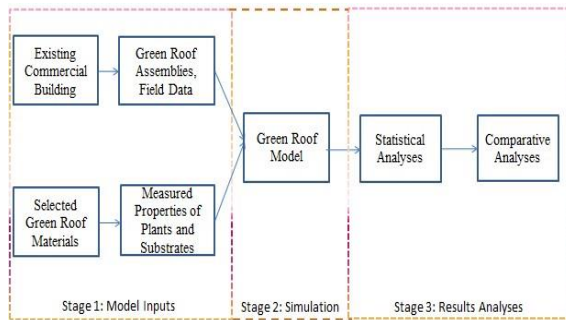 Existing
Commercial
Building
Green Roof
Assemblies,
Field Data
Green Roof
Model
Statistical
Analyses
Comparative
Analyses
Selected
Green Roof
Materials
Measured
Properties of
Plants and
Substrates
Stage 1: Model Inputs
Stage 2: Simulation
Stage 3: Results Analyses